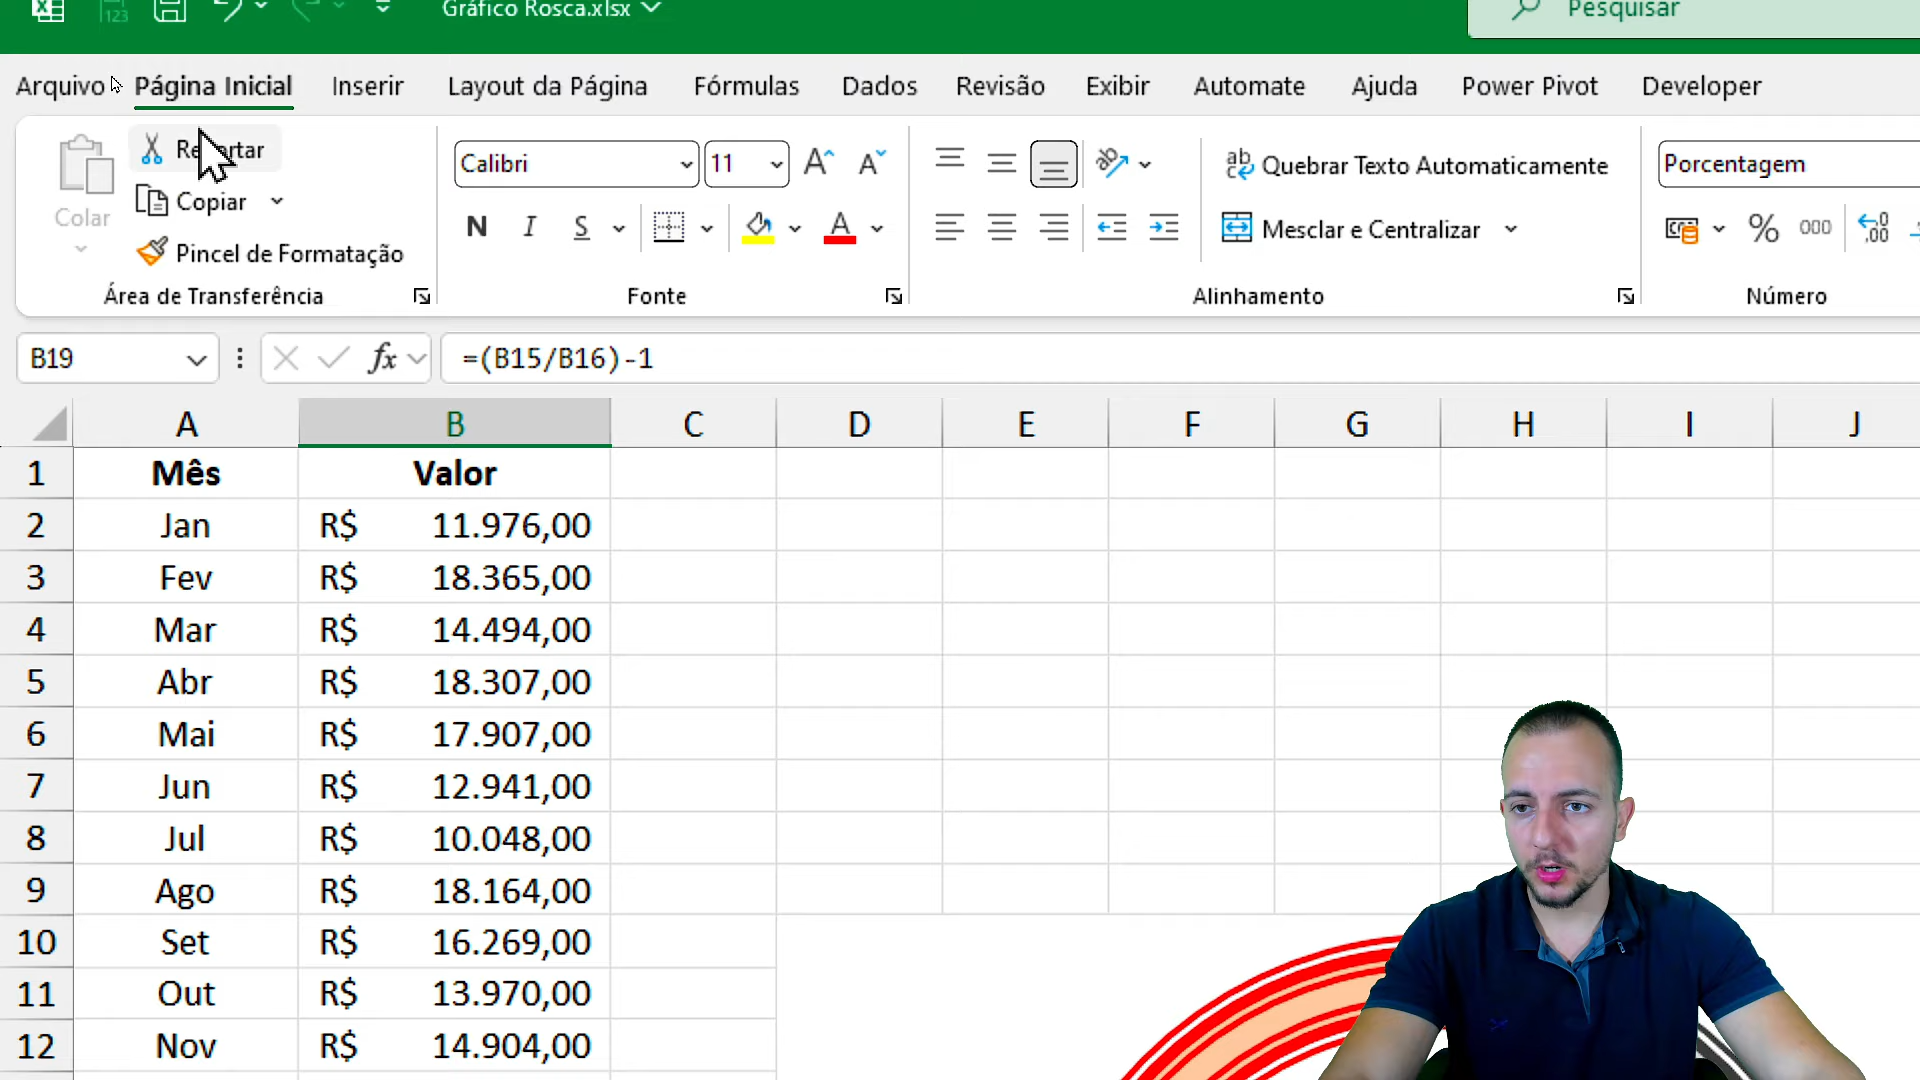 Gráfico Rosca.xlsx
Pesquisar
Arquivo Página Inicial Inserir Layout da Página Fórmulas Dados Revisão Exibir Automate Ajuda Power Pivot Developer
Colar
Recortar
Copiar
Pincel de Formatação
Área de Transferência
Calibri 11
N I S A
Fonte
ab Quebrar Texto Automaticamente
Mesclar e Centralizar
Alinhamento
Porcentagem
% 000 ,00
Número
B19 fx =(B15/B16)-1
A B C D E F G H I J
1 Mês Valor
2 Jan R$ 11.976,00
3 Fev R$ 18.365,00
4 Mar R$ 14.494,00
5 Abr R$ 18.307,00
6 Mai R$ 17.907,00
7 Jun R$ 12.941,00
8 Jul R$ 10.048,00
9 Ago R$ 18.164,00
10 Set R$ 16.269,00
11 Out R$ 13.970,00
12 Nov R$ 14.904,00